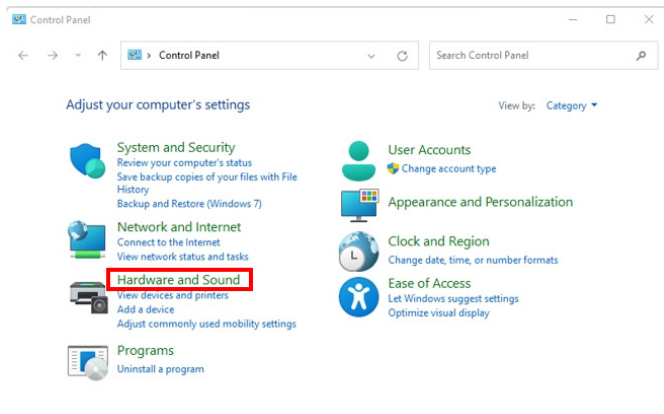 Control Panel
Control Panel
Search Control Panel
Adjust your computer's settings
View by: Category
System and Security
Review your computer's status
Save backup copies of your files with File
History
Backup and Restore (Windows 7)
Network and Internet
Connect to the Internet
View network status and tasks
Hardware and Sound
View devices and printers
Add a device
Adjust commonly used mobility settings
Programs
Uninstall a program
User Accounts
Change account type
Appearance and Personalization
Clock and Region
Change date, time, or number formats
Ease of Access
Let Windows suggest settings
Optimize visual display